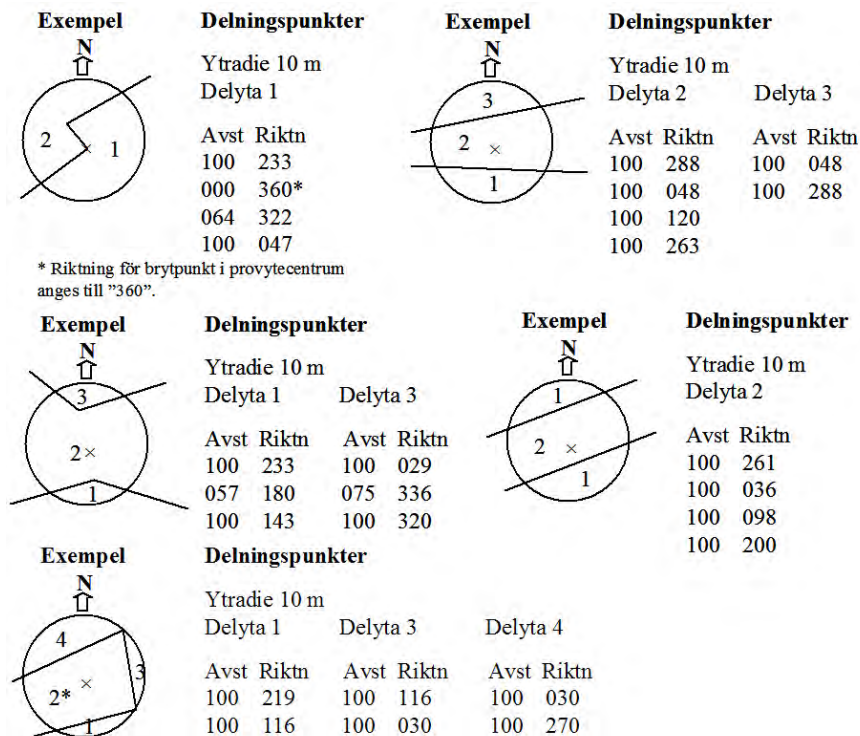 Exempel
N
2
1
Delningspunkter
Ytradie 10 m
Delyta 1
Avst Riktn
100 233
000 360*
064 322
100 047
* Riktning för brytpunkt i provytecentrum
anges till ”360”.
Exempel
N
3
2
1
Delningspunkter
Ytradie 10 m
Delyta 2 Delyta 3
Avst Riktn Avst Riktn
100 288 100 048
100 048 100 288
100 120
100 263
Exempel
N
3
2
1
Delningspunkter
Ytradie 10 m
Delyta 1 Delyta 3
Avst Riktn Avst Riktn
100 233 100 029
057 180 075 336
100 143 100 320
Exempel
N
1
2
1
Delningspunkter
Ytradie 10 m
Delyta 2
Avst Riktn
100 261
100 036
100 098
100 200
Exempel
N
4
3
2*
1
Delningspunkter
Ytradie 10 m
Delyta 1 Delyta 3 Delyta 4
Avst Riktn Avst Riktn Avst Riktn
100 219 100 116 100 030
100 116 100 030 100 270